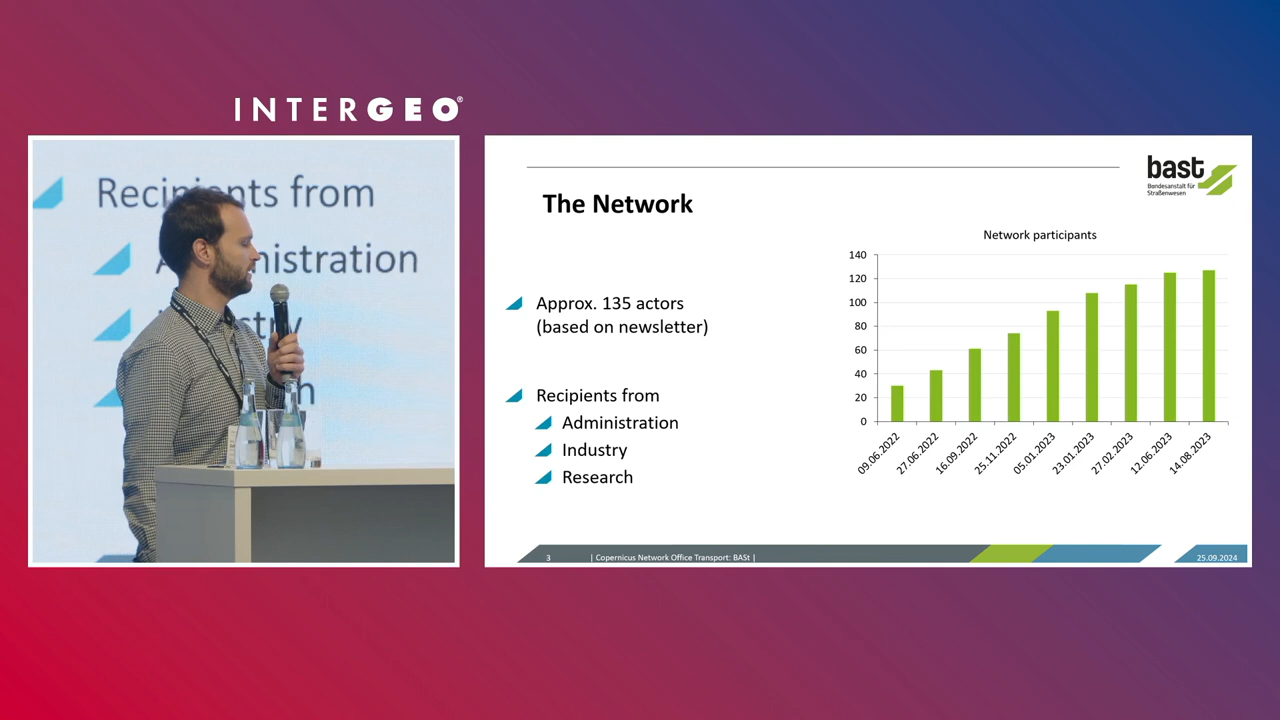 INTERGEO®
Recipients from
Administration
The Network
bast
Bundesanstalt für
Straßenwesen
Approx. 135 actors
(based on newsletter)
Recipients from
Administration
Industry
Research
Network participants
140
120
100
80
60
40
20
0
09.06.2022
27.06.2022
16.09.2022
25.11.2022
05.01.2023
23.01.2023
27.02.2023
12.06.2023
14.08.2023
3
| Copernicus Network Office Transport: BASt |
25.09.2024